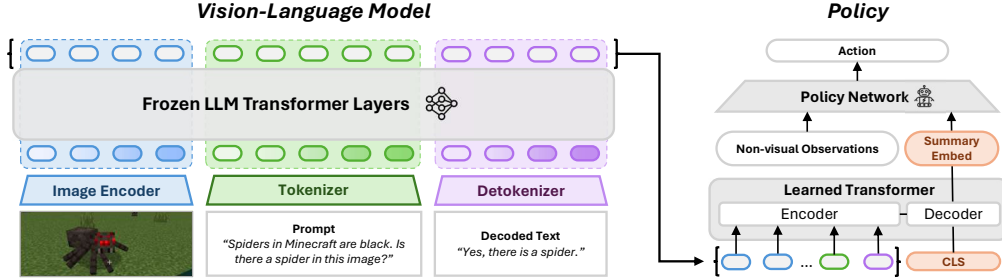 Vision-Language Model
Frozen LLM Transformer Layers
Image Encoder
Tokenizer
Detokenizer
Prompt
“Spiders in Minecraft are black. Is
there a spider in this image?”
Decoded Text
“Yes, there is a spider.”
Policy
Action
Policy Network
Non-visual Observations
Summary
Embed
Learned Transformer
Encoder
Decoder
...
CLS